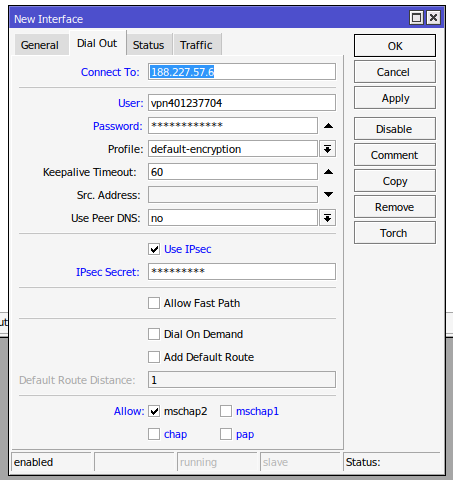 New Interface
General Dial Out Status Traffic
OK
Connect To: 188.227.57.6
Cancel
User: vpn401237704
Apply
Password: ************
Disable
Profile: default-encryption
Comment
Keepalive Timeout: 60
Copy
Src. Address:
Remove
Use Peer DNS: no
Torch
Use IPsec
IPsec Secret: *********
Allow Fast Path
Dial On Demand
Add Default Route
Default Route Distance: 1
Allow: mschap2 mschap1
chap pap
enabled running slave Status: